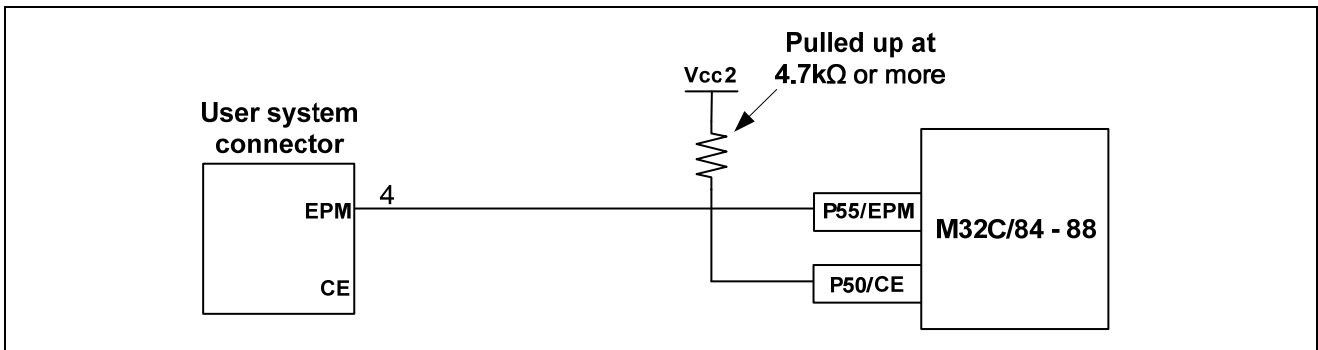 Pulled up at
4.7kΩ or more
Vcc2
User system
connector
EPM
4
CE
P55/EPM
P50/CE
M32C/84 - 88